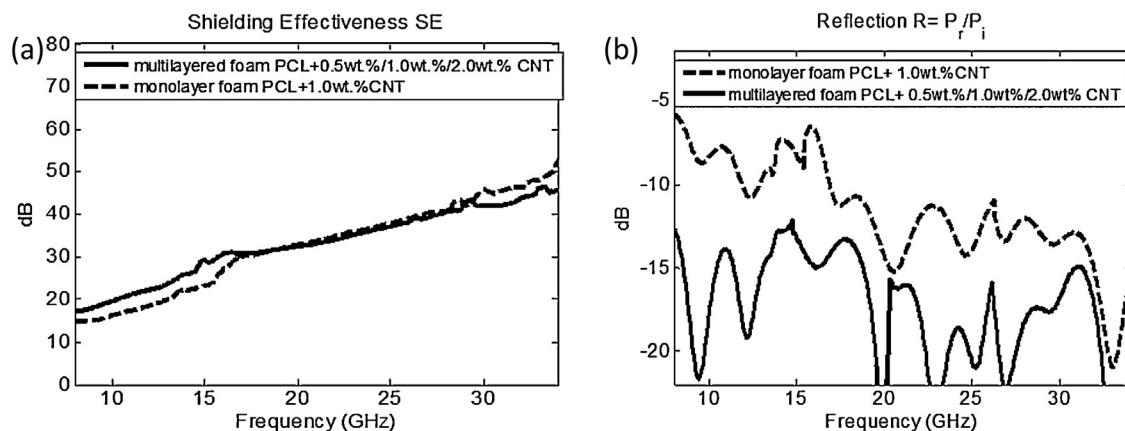 (a)
Shielding Effectiveness SE
80
70
60
50
40
30
20
10
0
dB
multilayered foam PCL+0.5wt.%/1.0wt.%/2.0wt.% CNT
monolayer foam PCL+1.0wt.%CNT
10 15 20 25 30
Frequency (GHz)
(b)
Reflection R= Pr/Pi
-5
-10
-15
-20
dB
monolayer foam PCL+ 1.0wt.%CNT
multilayered foam PCL+ 0.5wt.%/1.0wt%/2.0wt% CNT
10 15 20 25 30
Frequency (GHz)